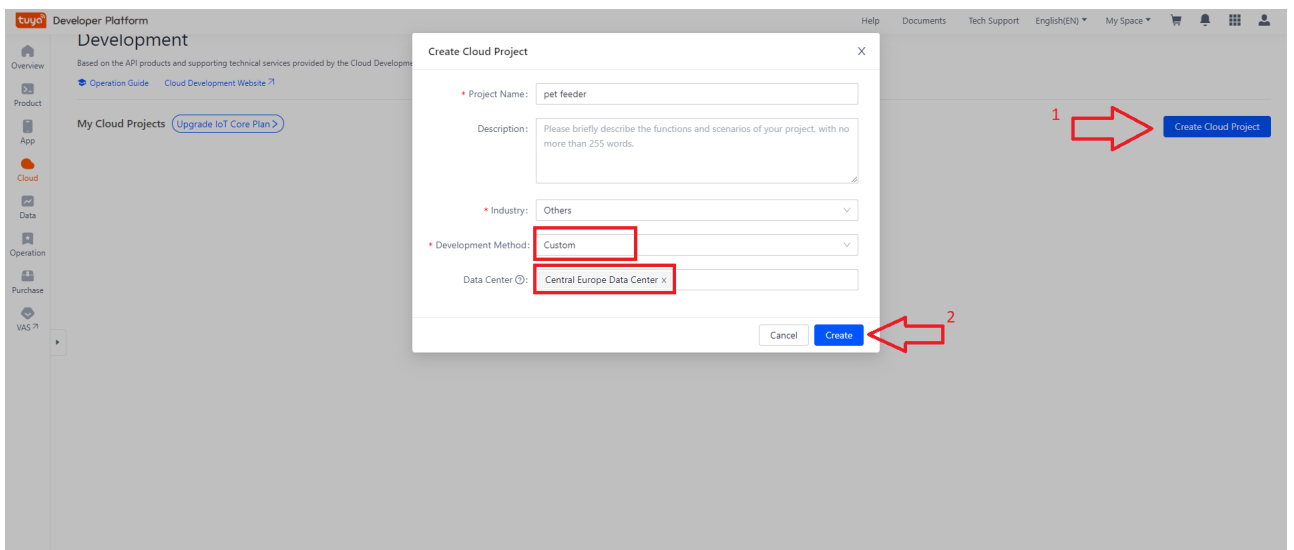 tuya Developer Platform
Help Documents Tech Support English(EN) My Space
Overview
Product
App
Cloud
Data
Operation
Purchase
VAS
Development
Based on the API products and supporting technical services provided by the Cloud Developme
Operation Guide Cloud Development Website
My Cloud Projects Upgrade IoT Core Plan >
1
Create Cloud Project
Create Cloud Project X
* Project Name: pet feeder
Description: Please briefly describe the functions and scenarios of your project, with no
more than 255 words.
* Industry: Others
* Development Method: Custom
Data Center ?: Central Europe Data Center ×
Cancel Create
2